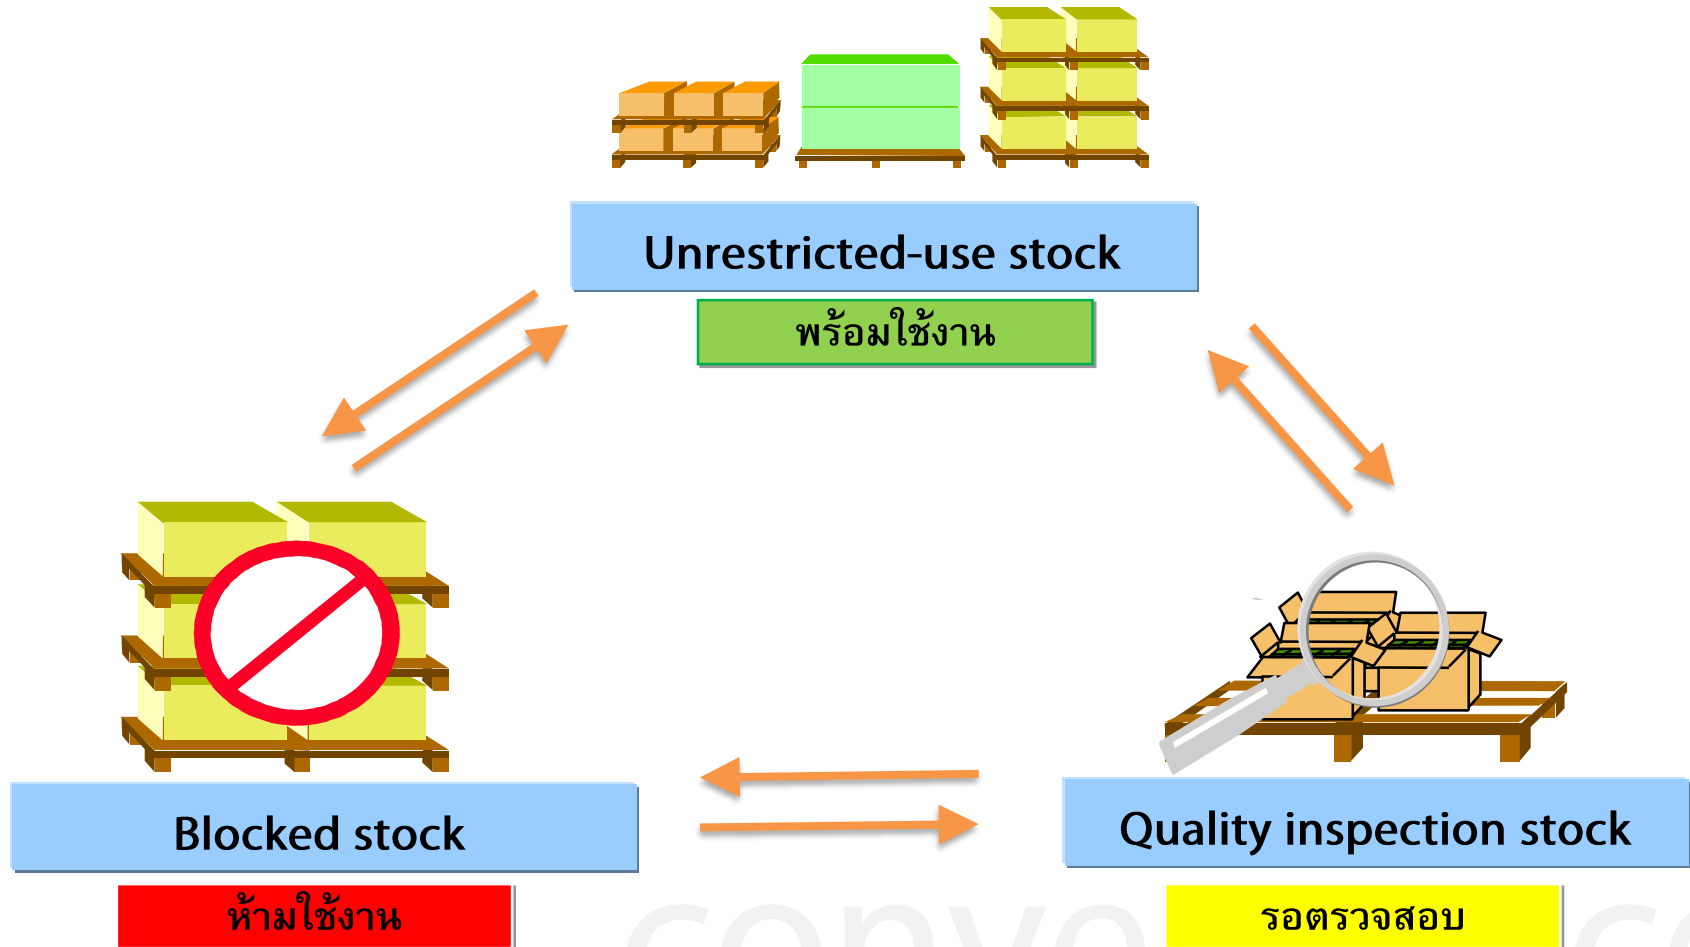 Unrestricted-use stock
พร้อมใช้งาน
Blocked stock
Quality inspection stock
ห้ามใช้งาน
รอตรวจสอบ